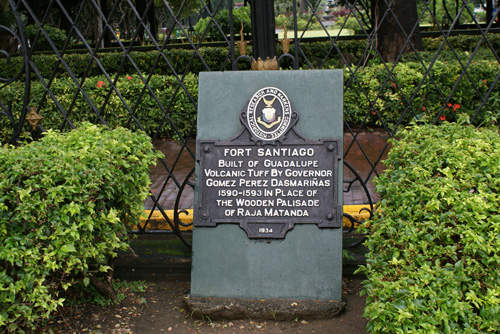 FORT SANTIAGO
BUILT OF GUADALUPE
VOLCANIC TUFF BY GOVERNOR
GOMEZ PEREZ DASMARIÑAS
1590-1593 IN PLACE OF
THE WOODEN PALISADE
OF RAJA MATANDA
1934